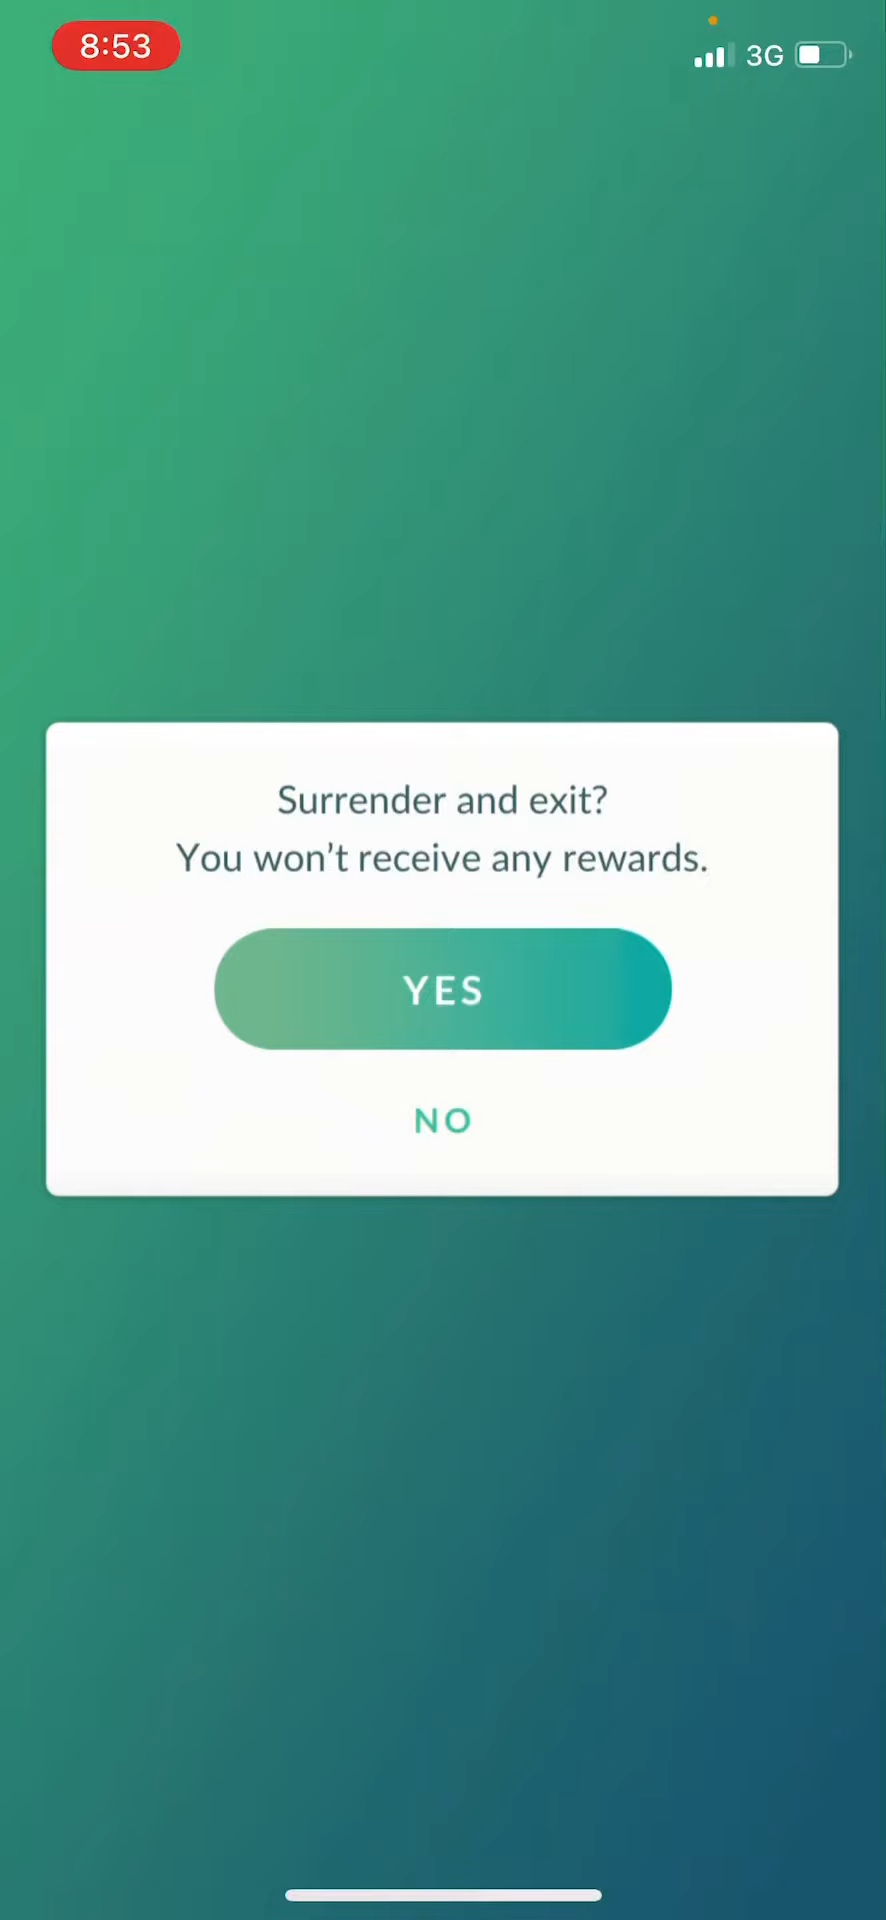 8:53
3G
Surrender and exit?
You won’t receive any rewards.
YES
NO